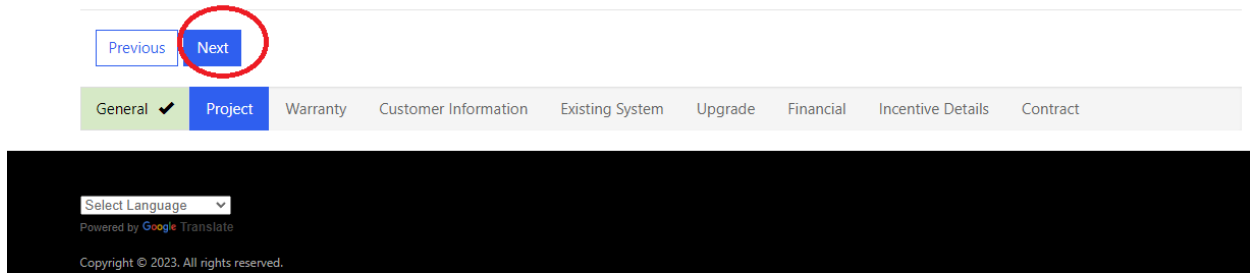 Previous Next
General Project Warranty Customer Information Existing System Upgrade Financial Incentive Details Contract
Select Language
Powered by Google Translate
Copyright © 2023. All rights reserved.